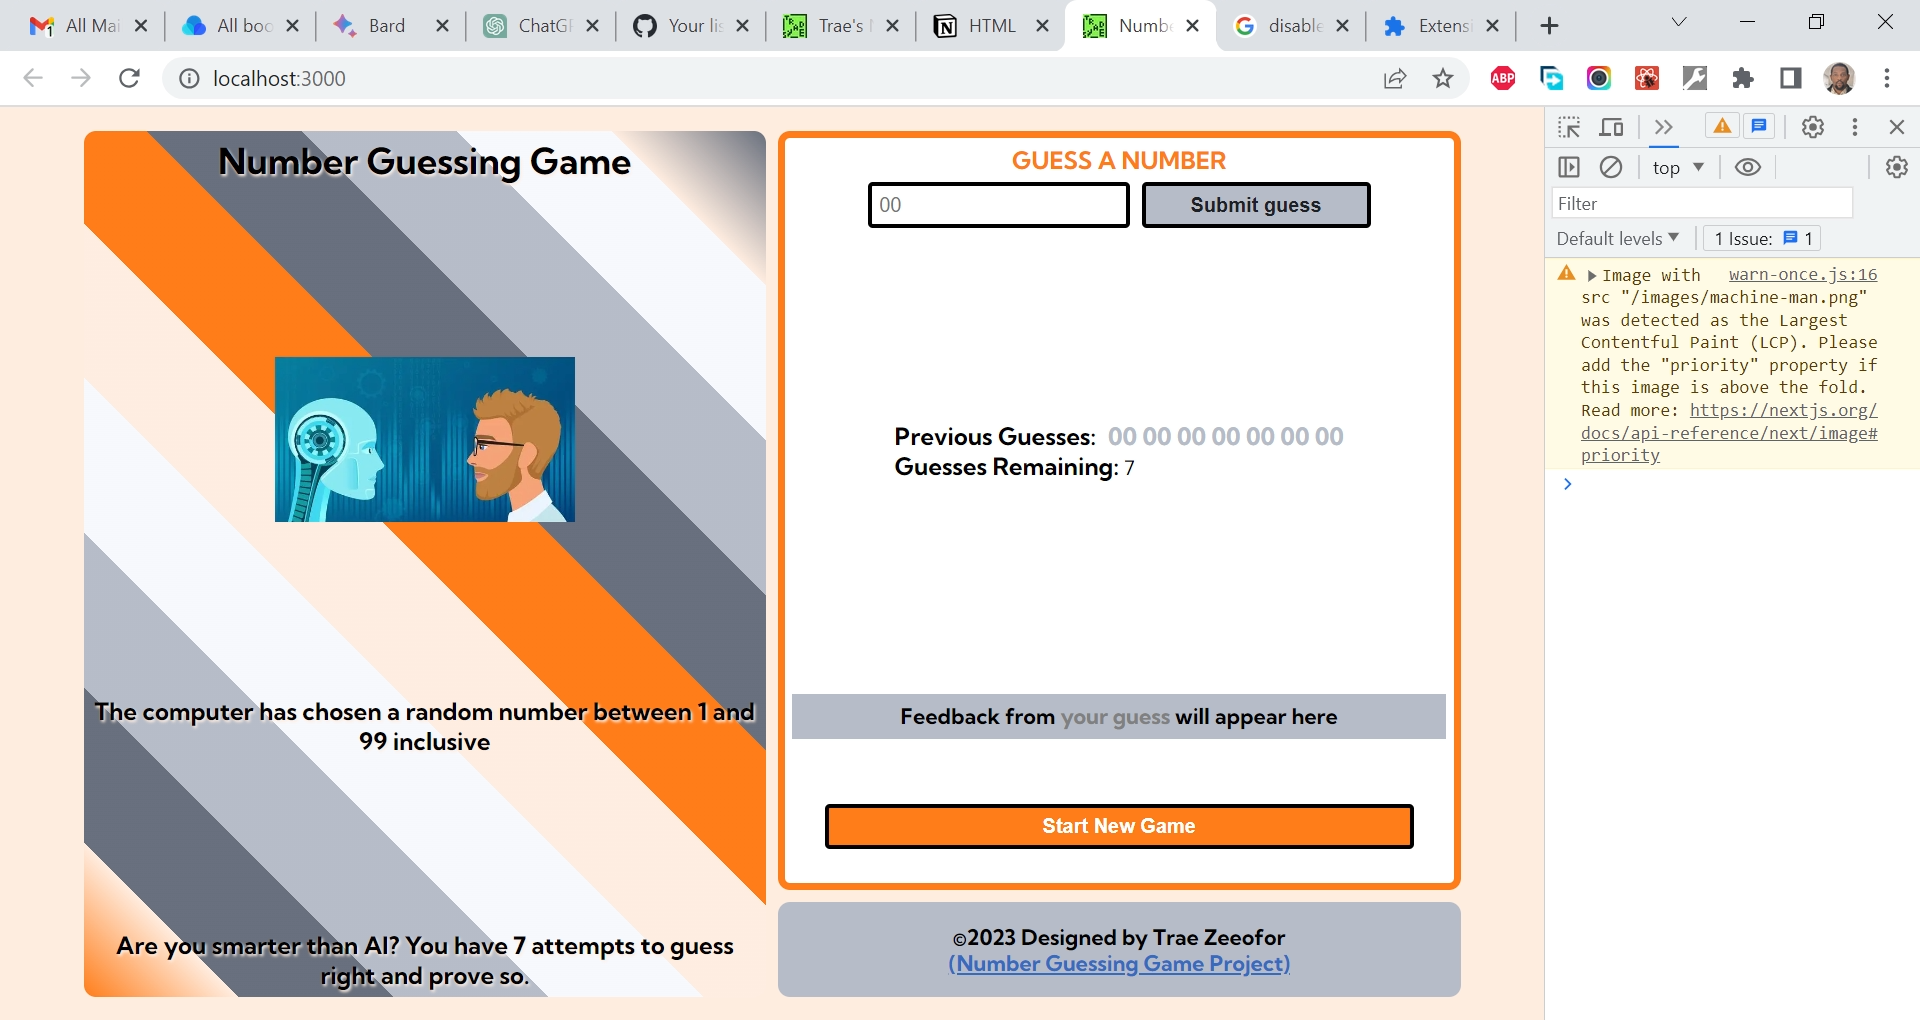 1 All Mai
All boo
Bard
ChatG
Your lis
Trae's
HTML
Numbe
disable
Extensi
localhost:3000
ABP
Number Guessing Game
The computer has chosen a random number between 1 and
99 inclusive
Are you smarter than AI? You have 7 attempts to guess
right and prove so.
GUESS A NUMBER
00
Submit guess
Previous Guesses: 00 00 00 00 00 00 00
Guesses Remaining: 7
Feedback from your guess will appear here
Start New Game
©2023 Designed by Trae Zeeofor
(Number Guessing Game Project)
top
Filter
Default levels
1 Issue: 1
Image with warn-once.js:16
src "/images/machine-man.png"
was detected as the Largest
Contentful Paint (LCP). Please
add the "priority" property if
this image is above the fold.
Read more: https://nextjs.org/
docs/api-reference/next/image#
priority